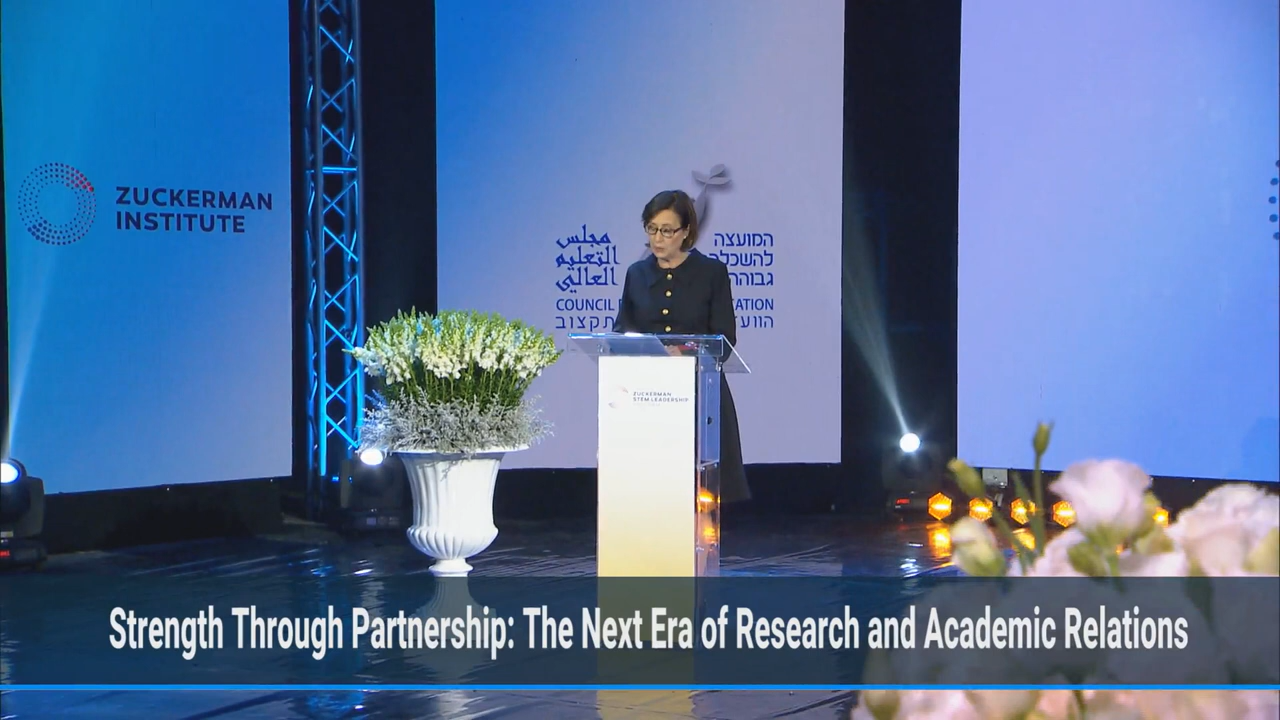 ZUCKERMAN
INSTITUTE
مجلس
التعليم
العالي
המועצה
להשכלה
גבוהה
COUNCIL
ZUCKERMAN
STEM LEADERSHIP
Strength Through Partnership: The Next Era of Research and Academic Relations